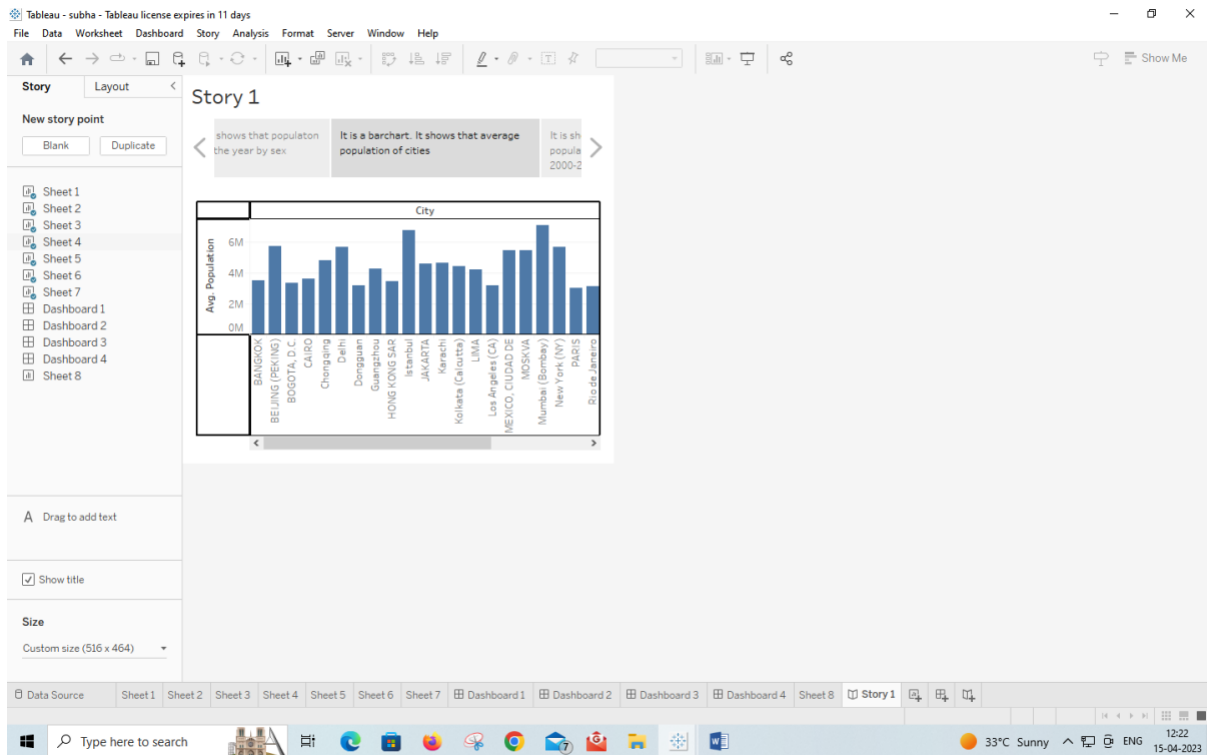 Tableau - subha - Tableau license expires in 11 days
File Data Worksheet Dashboard Story Analysis Format Server Window Help
Show Me
Story Layout
New story point
Blank Duplicate
Sheet 1
Sheet 2
Sheet 3
Sheet 4
Sheet 5
Sheet 6
Sheet 7
Dashboard 1
Dashboard 2
Dashboard 3
Dashboard 4
Sheet 8
A Drag to add text
Show title
Size
Custom size (516 x 464)
Story 1
shows that populaton
the year by sex
It is a barchart. It shows that average
population of cities
It is sh
popula
2000-2
City
Avg. Population
6M
4M
2M
0M
BANGKOK
BEIJING (PEKING)
BOGOTA, D.C.
CAIRO
Chongqing
Delhi
Dongguan
Guangzhou
HONG KONG SAR
Istanbul
JAKARTA
Karachi
Kolkata (Calcutta)
LIMA
Los Angeles (CA)
MEXICO, CIUDAD DE
MOSKVA
Mumbai (Bombay)
New York (NY)
PARIS
Rio de Janeiro
Data Source Sheet 1 Sheet 2 Sheet 3 Sheet 4 Sheet 5 Sheet 6 Sheet 7 Dashboard 1 Dashboard 2 Dashboard 3 Dashboard 4 Sheet 8 Story 1
Type here to search
7
33°C Sunny
ENG
12:22
15-04-2023